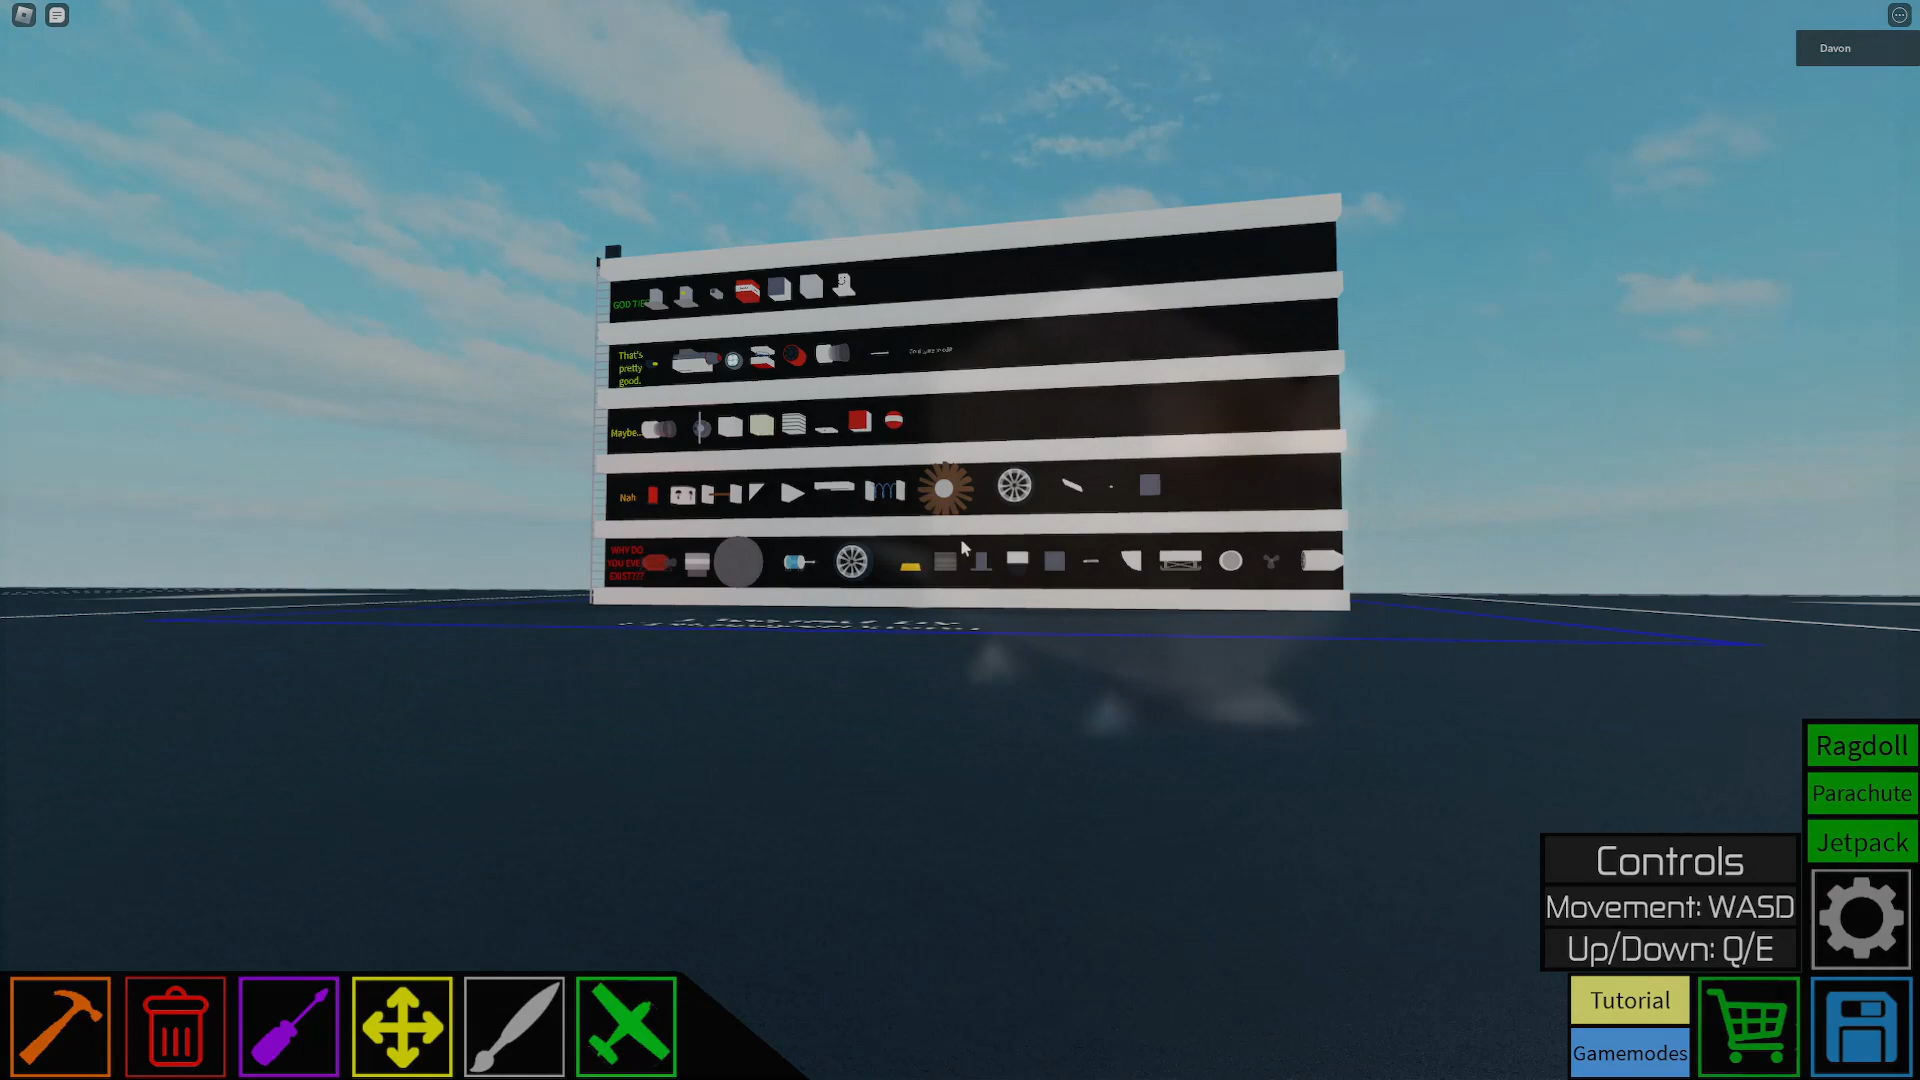 Davon
GOD TIER
That's
pretty
good.
Maybe..
Nah
WHY DO
YOU EVE
EXIST???
Ragdoll
Parachute
Jetpack
Controls
Movement: WASD
Up/Down: Q/E
Tutorial
Gamemodes